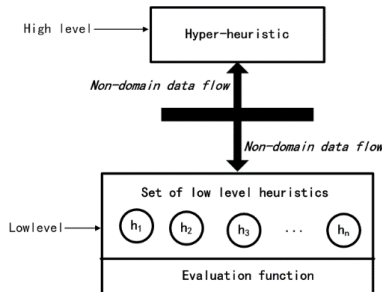 High level
Hyper-heuristic
Non-domain data flow
Non-domain data flow
Set of low level heuristics
Lowlevel
h1 h2 h3 ... hn
Evaluation function